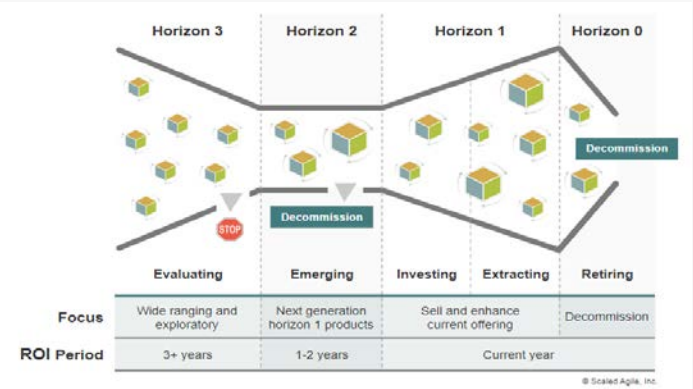 Horizon 3
Horizon 2
Horizon 1
Horizon 0
Decommission
Decommission
STOP
Evaluating
Emerging
Investing
Extracting
Retiring
Focus
Wide ranging and
exploratory
Next generation
horizon 1 products
Sell and enhance
current offering
Decommission
ROI Period
3+ years
1-2 years
Current year
© Scaled Agile, Inc.